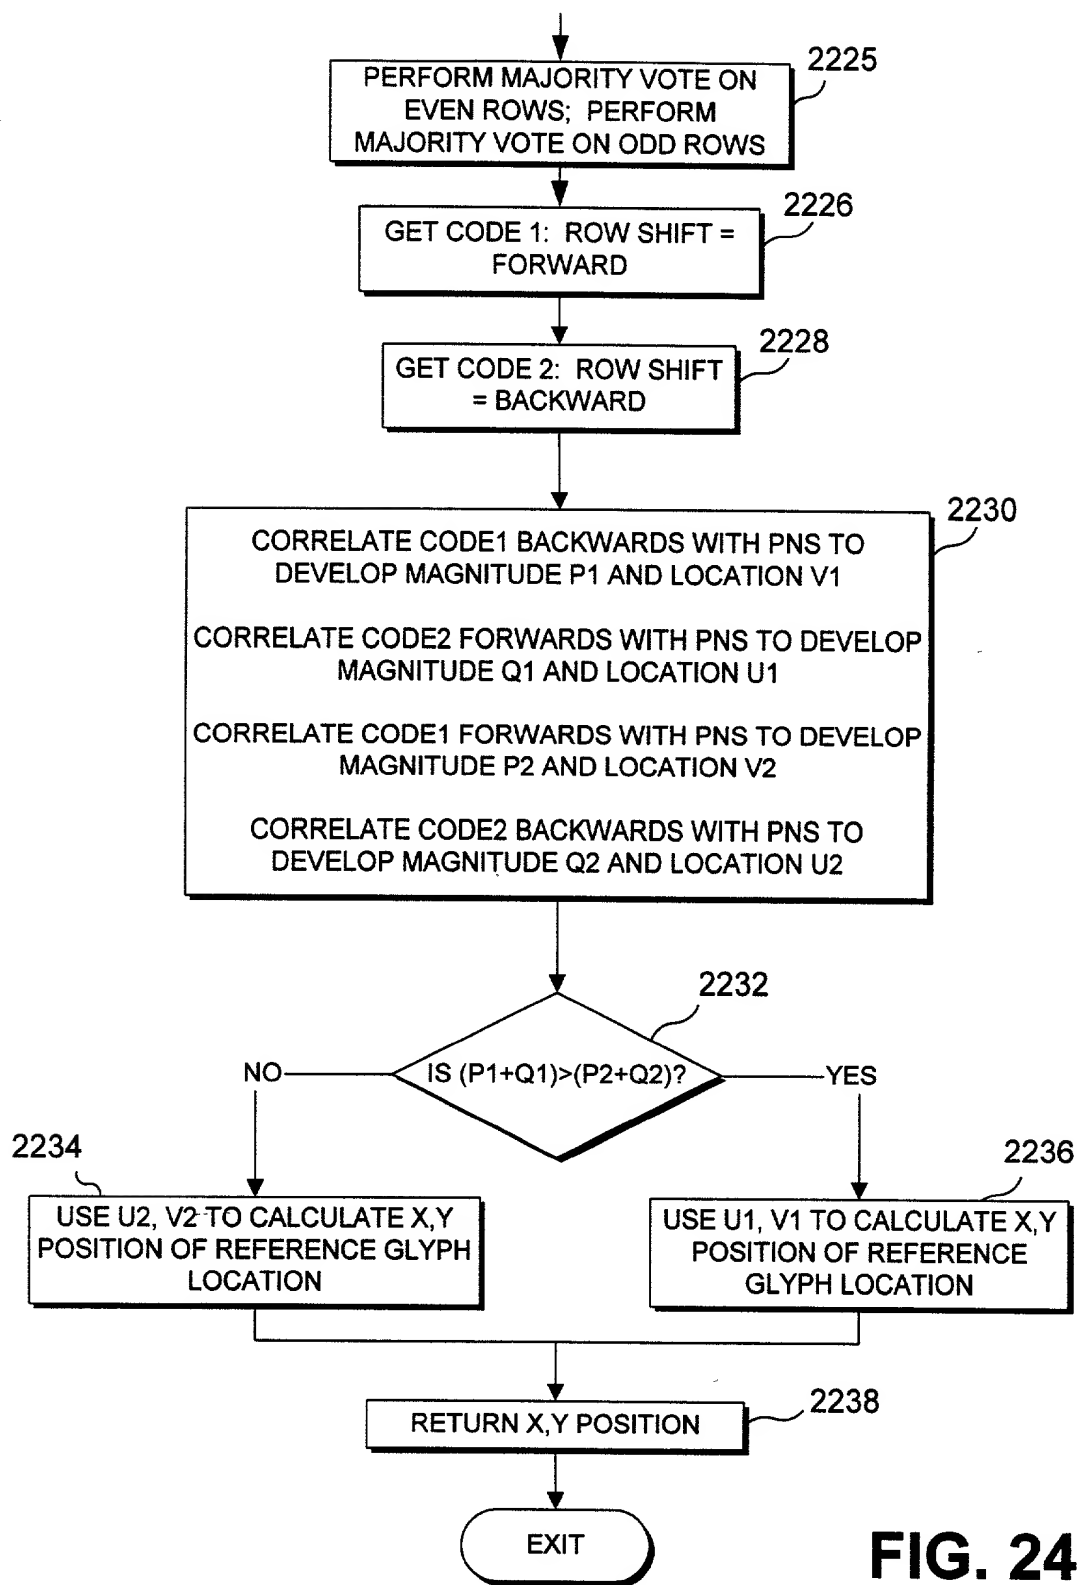 2225
PERFORM MAJORITY VOTE ON
EVEN ROWS; PERFORM
MAJORITY VOTE ON ODD ROWS
2226
GET CODE 1: ROW SHIFT =
FORWARD
2228
GET CODE 2: ROW SHIFT
= BACKWARD
2230
CORRELATE CODE1 BACKWARDS WITH PNS TO
DEVELOP MAGNITUDE P1 AND LOCATION V1
CORRELATE CODE2 FORWARDS WITH PNS TO DEVELOP
MAGNITUDE Q1 AND LOCATION U1
CORRELATE CODE1 FORWARDS WITH PNS TO DEVELOP
MAGNITUDE P2 AND LOCATION V2
CORRELATE CODE2 BACKWARDS WITH PNS TO
DEVELOP MAGNITUDE Q2 AND LOCATION U2
2232
IS (P1+Q1)>(P2+Q2)?
NO
YES
2234
USE U2, V2 TO CALCULATE X,Y
POSITION OF REFERENCE GLYPH
LOCATION
2236
USE U1, V1 TO CALCULATE X,Y
POSITION OF REFERENCE
GLYPH LOCATION
2238
RETURN X,Y POSITION
EXIT
FIG. 24